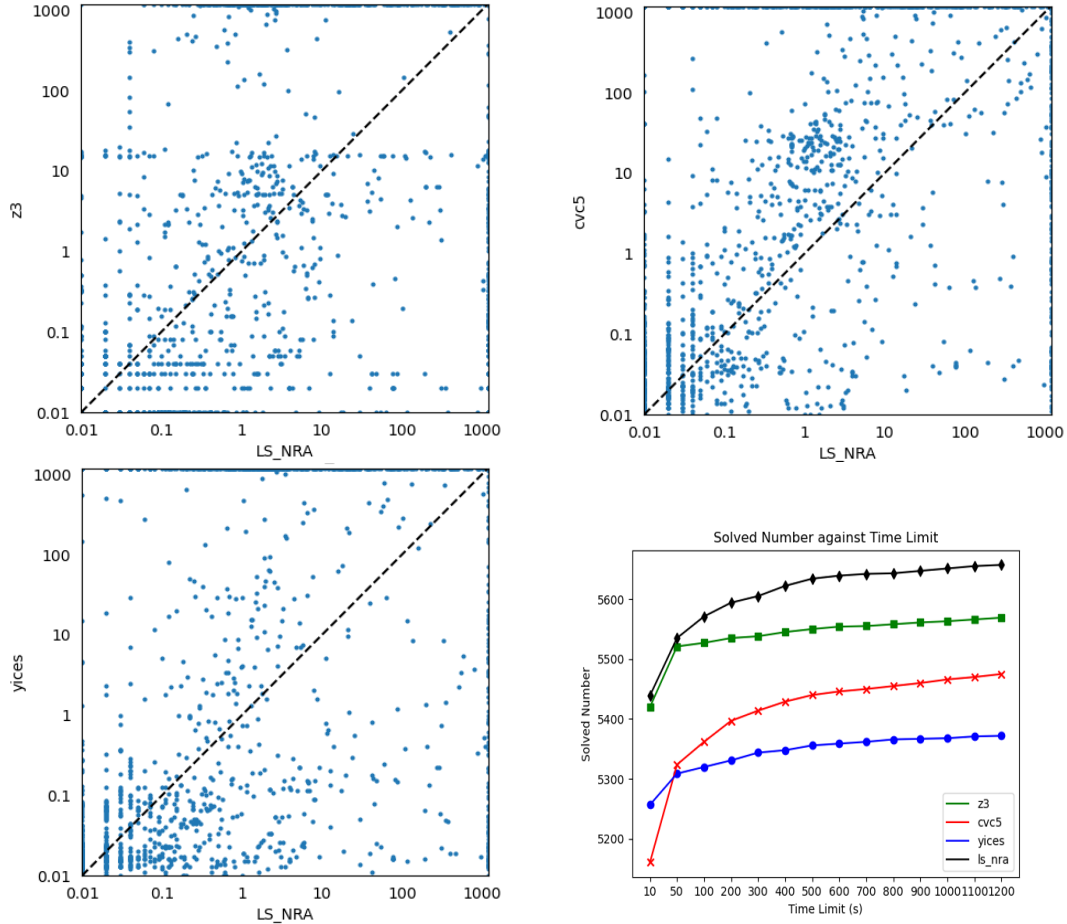 1000
100
10
1
0.1
0.01
z3
0.01 0.1 1 10 100 1000
LS_NRA
1000
100
10
1
0.1
0.01
cvc5
0.01 0.1 1 10 100 1000
LS_NRA
1000
100
10
1
0.1
0.01
yices
0.01 0.1 1 10 100 1000
LS_NRA
Solved Number against Time Limit
5600
5500
5400
5300
5200
Solved Number
z3
cvc5
yices
ls_nra
10 50 100 200 300 400 500 600 700 800 900 1000 1100 1200
Time Limit (s)